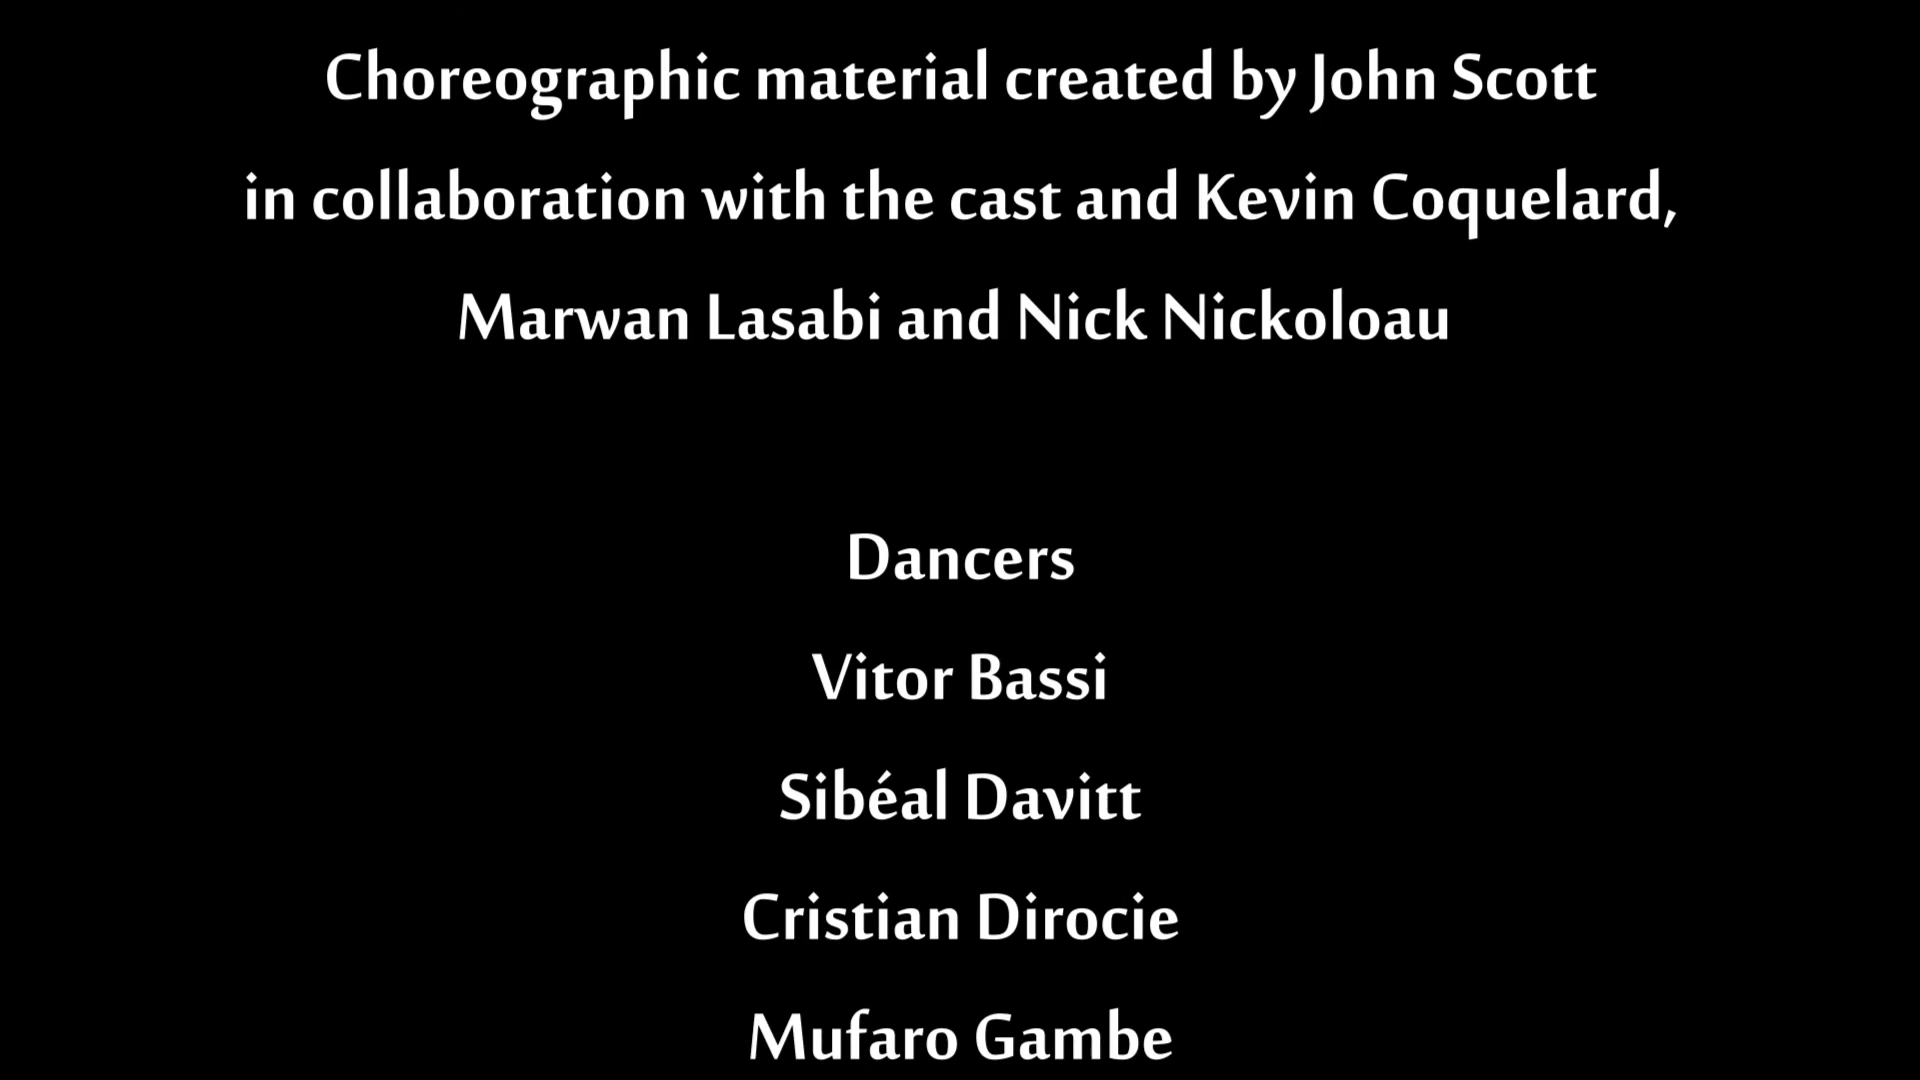 Choreographic material created by John Scott
in collaboration with the cast and Kevin Coquelard,
Marwan Lasabi and Nick Nickoloau
Dancers
Vitor Bassi
Sibéal Davitt
Cristian Dirocie
Mufaro Gambe